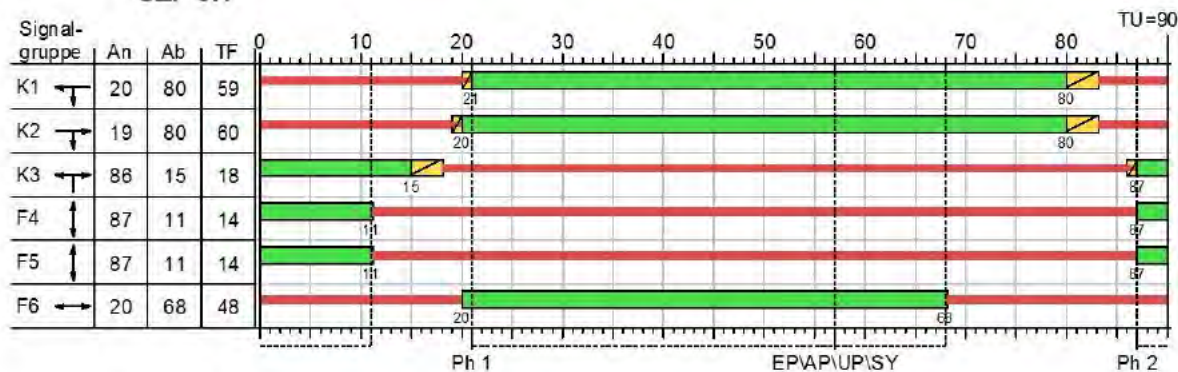 TU=90
Signal-
gruppe An Ab TF 0 10 20 30 40 50 60 70 80
K1 20 80 59
21 80
K2 19 80 60
20 80
K3 86 15 18
15 87
F4 87 11 14
11 87
F5 87 11 14
11 87
F6 20 68 48
20 68
Ph 1 EP\AP\UP\SY Ph 2